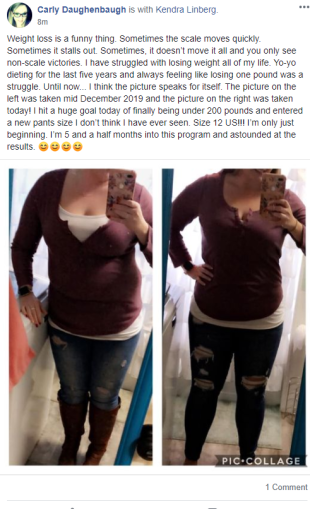 Carly Daughenbaugh is with Kendra Linberg.
8m
Weight loss is a funny thing. Sometimes the scale moves quickly.
Sometimes it stalls out. Sometimes, it doesn't move it all and you only see
non-scale victories. I have struggled with losing weight all of my life. Yo-yo
dieting for the last five years and always feeling like losing one pound was a
struggle. Until now... I think the picture speaks for itself. The picture on the
left was taken mid December 2019 and the picture on the right was taken
today! I hit a huge goal today of finally being under 200 pounds and entered
a new pants size I don't think I have ever seen. Size 12 US!!! I'm only just
beginning. I'm 5 and a half months into this program and astounded at the
results. 😊😊😊😊
PIC•COLLAGE
1 Comment